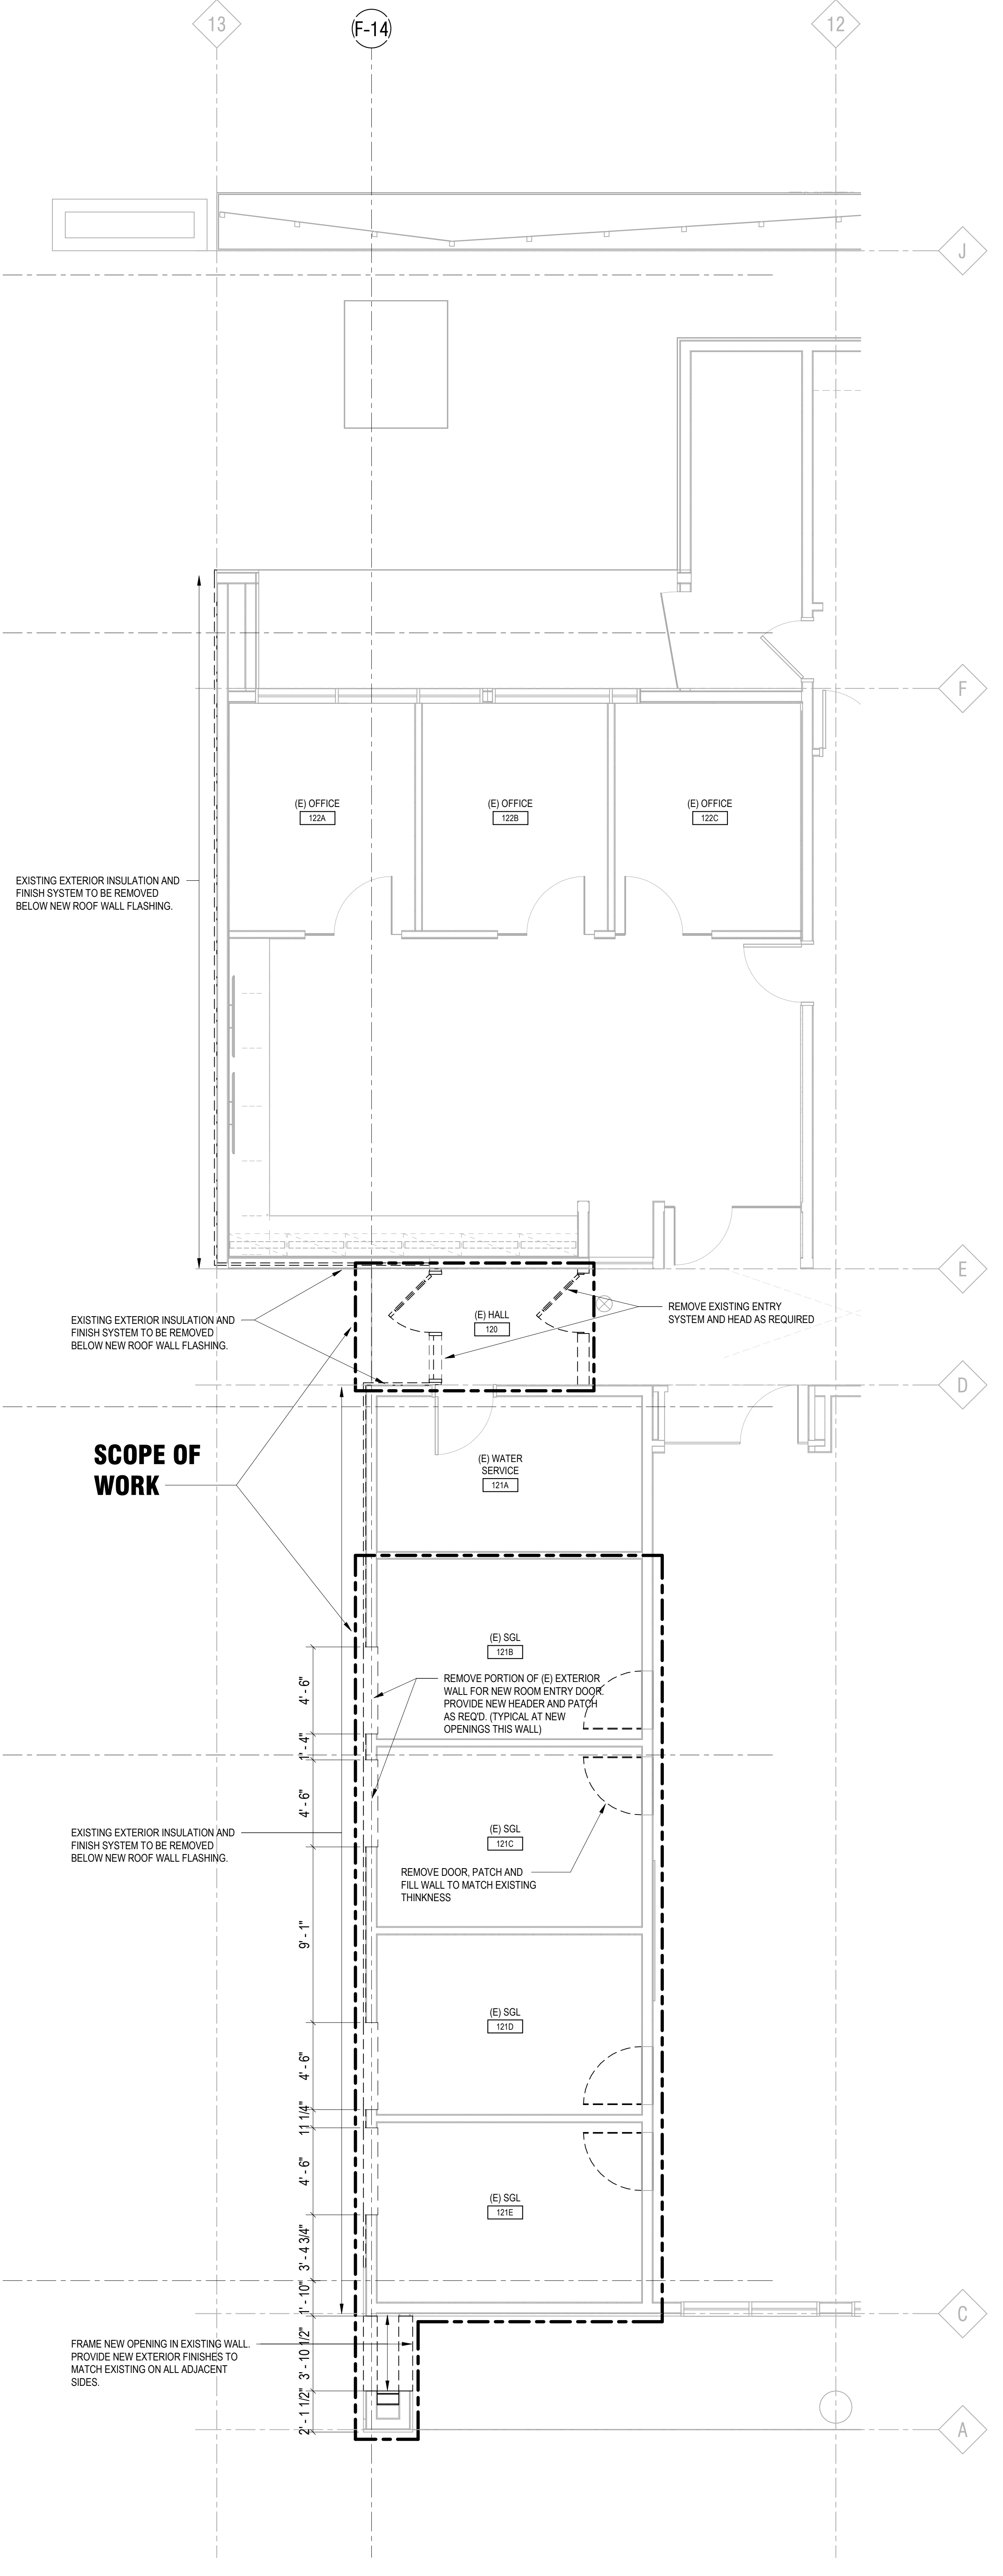 13
F-14
12
J
F
(E) OFFICE
122A
(E) OFFICE
122B
(E) OFFICE
122C
EXISTING EXTERIOR INSULATION AND
FINISH SYSTEM TO BE REMOVED
BELOW NEW ROOF WALL FLASHING.
E
EXISTING EXTERIOR INSULATION AND
FINISH SYSTEM TO BE REMOVED
BELOW NEW ROOF WALL FLASHING.
(E) HALL
120
REMOVE EXISTING ENTRY
SYSTEM AND HEAD AS REQUIRED
D
SCOPE OF
WORK
(E) WATER
SERVICE
121A
(E) SGL
121B
REMOVE PORTION OF (E) EXTERIOR
WALL FOR NEW ROOM ENTRY DOOR.
PROVIDE NEW HEADER AND PATCH
AS REQ'D. (TYPICAL AT NEW
OPENINGS THIS WALL)
4' - 6"
1' - 4"
4' - 6"
(E) SGL
121C
EXISTING EXTERIOR INSULATION AND
FINISH SYSTEM TO BE REMOVED
BELOW NEW ROOF WALL FLASHING.
REMOVE DOOR, PATCH AND
FILL WALL TO MATCH EXISTING
THINKNESS
9' - 1"
(E) SGL
121D
4' - 6"
11 1/4"
4' - 6"
(E) SGL
121E
3' - 4 3/4"
1' - 10"
C
FRAME NEW OPENING IN EXISTING WALL.
PROVIDE NEW EXTERIOR FINISHES TO
MATCH EXISTING ON ALL ADJACENT
SIDES.
3' - 10 1/2"
2' - 1 1/2"
A